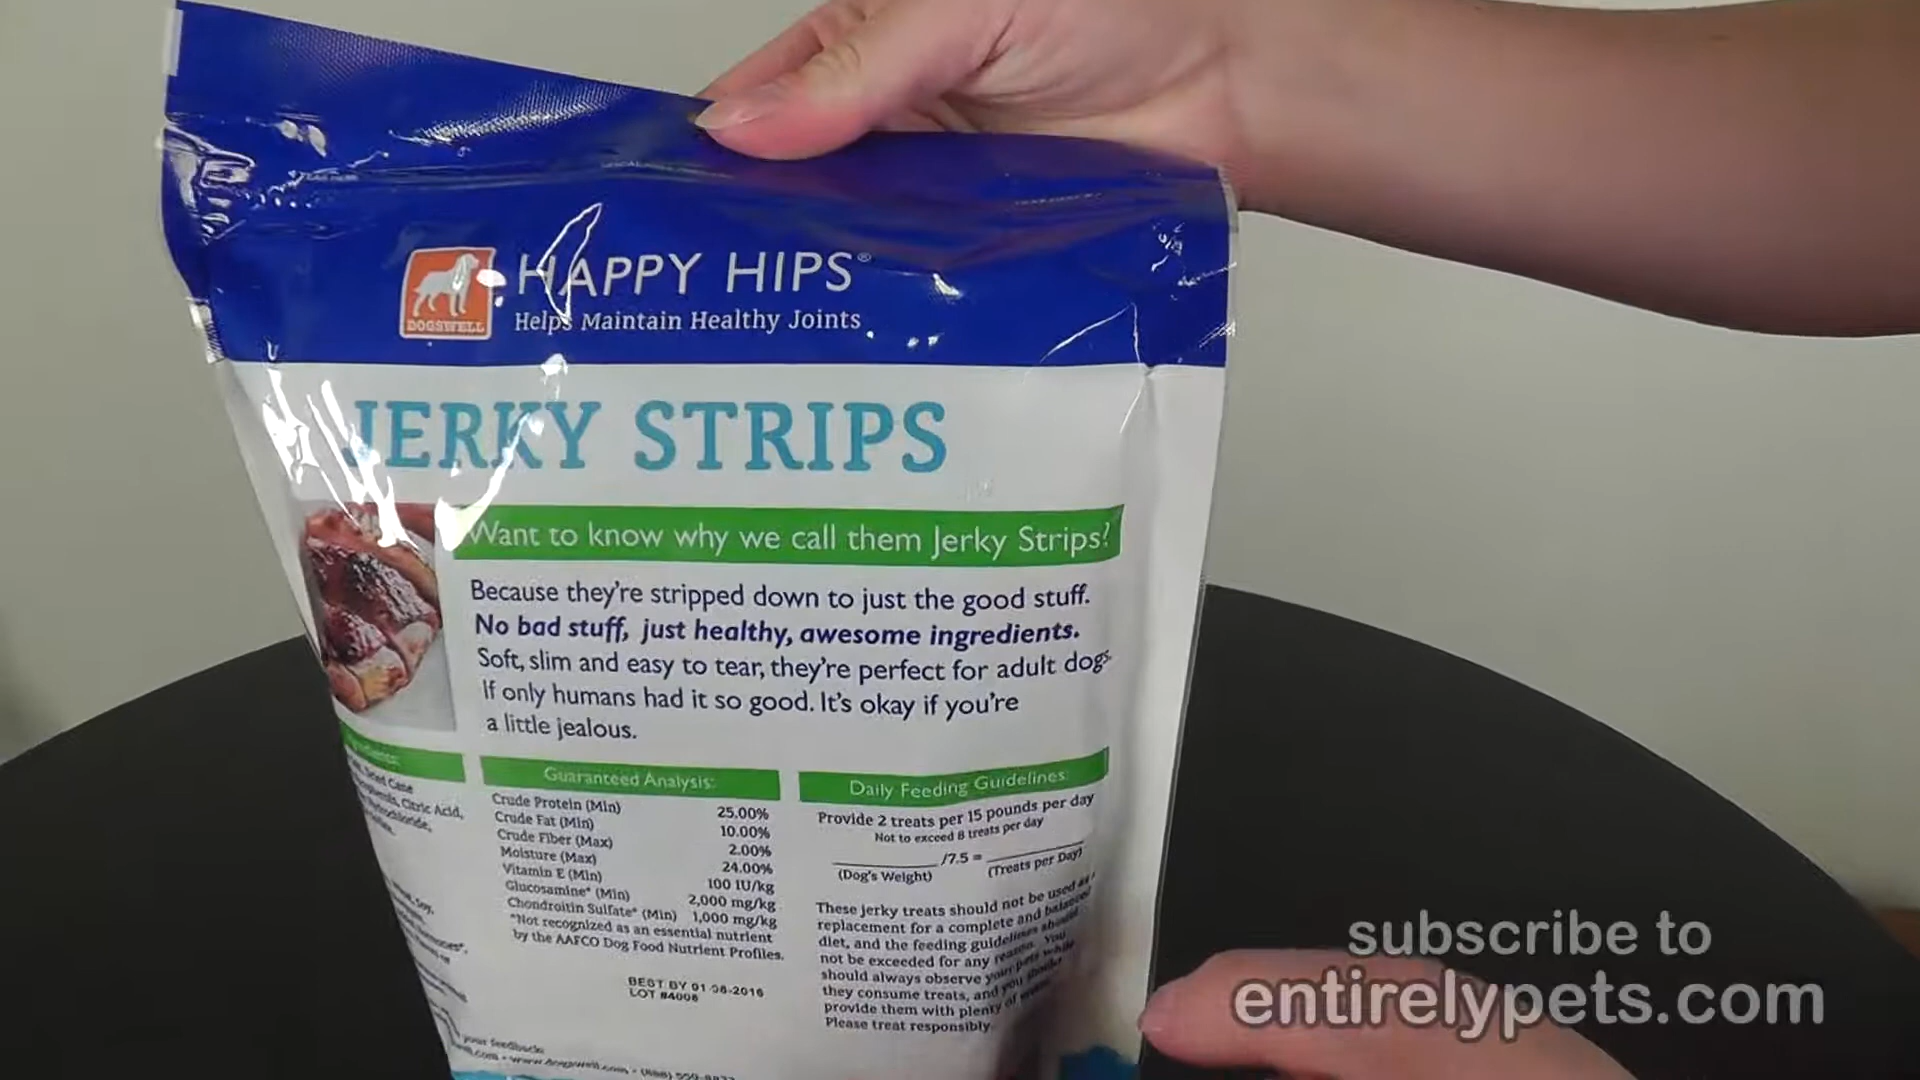 DOGSWELL
HAPPY HIPS®
Helps Maintain Healthy Joints
JERKY STRIPS
Want to know why we call them Jerky Strips?
Because they're stripped down to just the good stuff.
No bad stuff, just healthy, awesome ingredients.
Soft, slim and easy to tear, they're perfect for adult dogs.
If only humans had it so good. It's okay if you're
a little jealous.
Dried Cane
Citric Acid,
Guaranteed Analysis:
Crude Protein (Min) 25.00%
Crude Fat (Min) 10.00%
Crude Fiber (Max) 2.00%
Moisture (Max) 24.00%
Vitamin E (Min) 100 IU/kg
Glucosamine* (Min) 2,000 mg/kg
Chondroitin Sulfate* (Min) 1,000 mg/kg
*Not recognized as an essential nutrient
by the AAFCO Dog Food Nutrient Profiles.
BEST BY 01-08-2016
LOT #4008
Daily Feeding Guidelines:
Provide 2 treats per 15 pounds per day
Not to exceed 8 treats per day
/7.5 =
(Dog's Weight) (Treats per Day)
These jerky treats should not be used as a
replacement for a complete and balanced
diet, and the feeding guidelines should
not be exceeded for any reason. You
should always observe your pets while
they consume treats, and you should
provide them with plenty of
Please treat responsibly.
your feedback:
www.dogswell.com
subscribe to
entirelypets.com